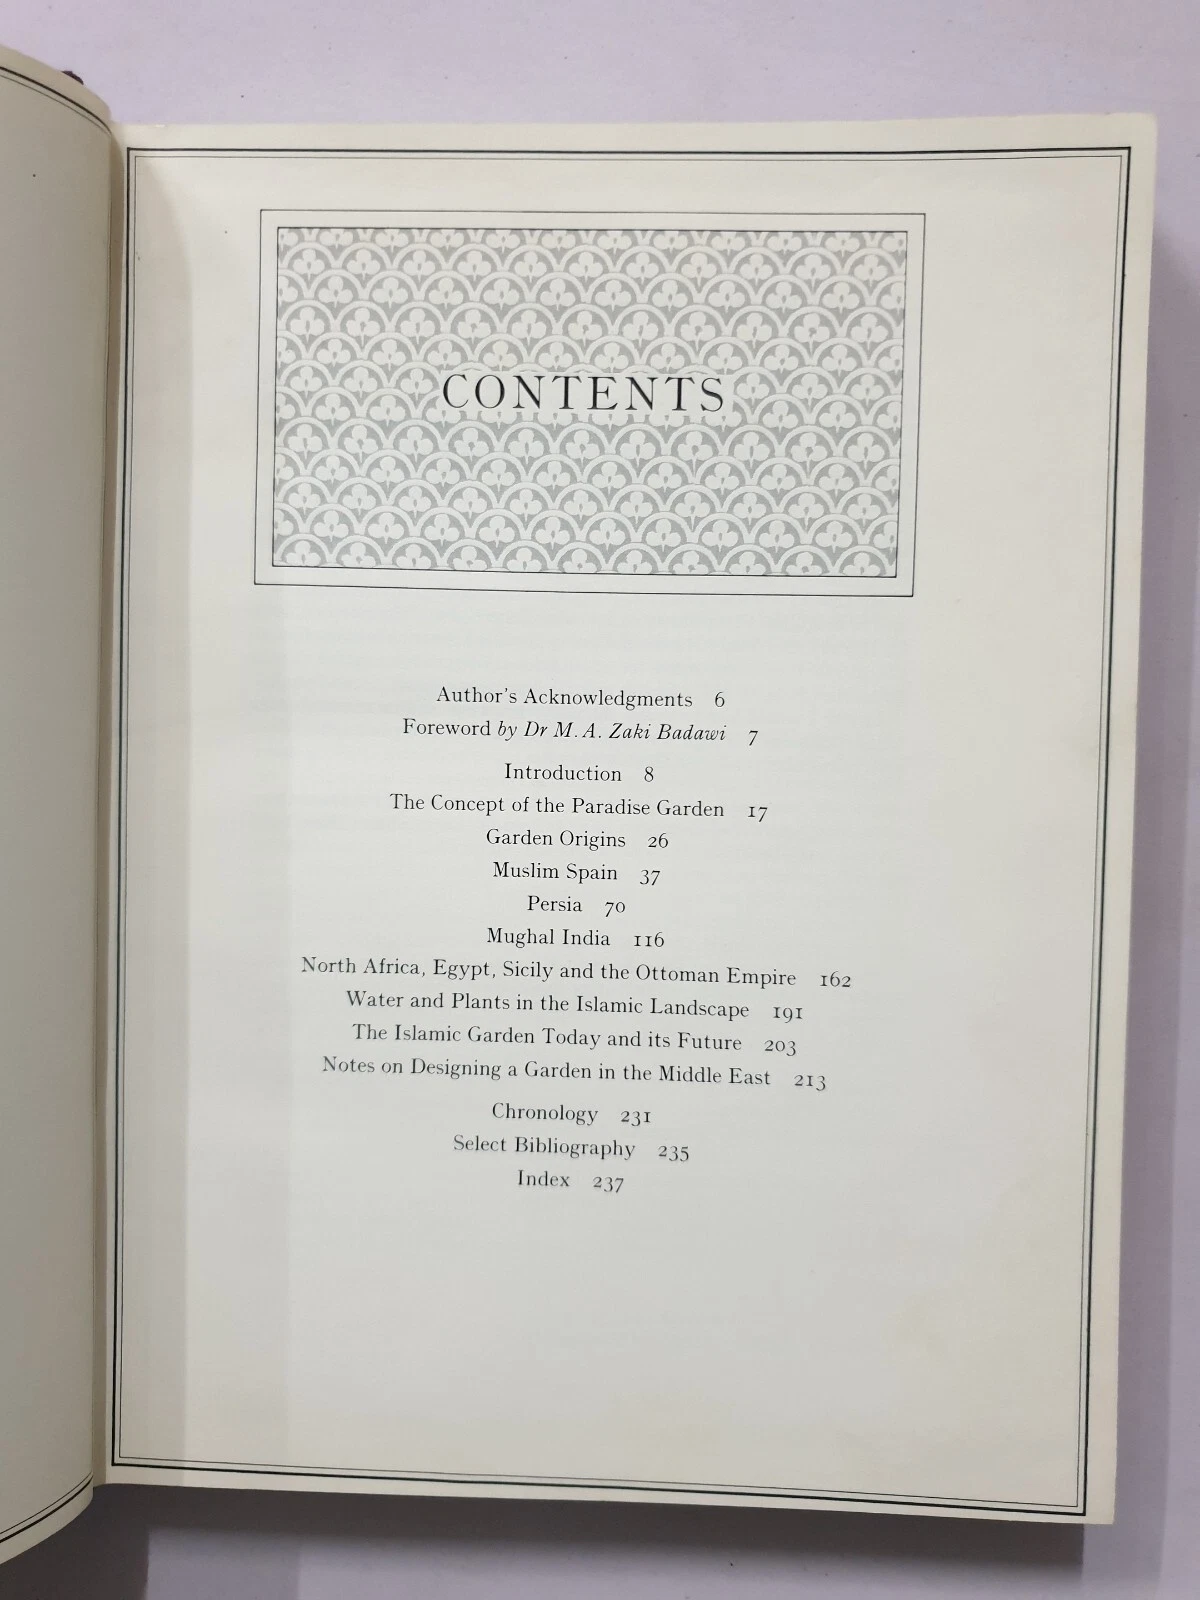 CONTENTS
Author's Acknowledgments 6
Foreword by Dr M. A. Zaki Badawi 7
Introduction 8
The Concept of the Paradise Garden 17
Garden Origins 26
Muslim Spain 37
Persia 70
Mughal India 116
North Africa, Egypt, Sicily and the Ottoman Empire 162
Water and Plants in the Islamic Landscape 191
The Islamic Garden Today and its Future 203
Notes on Designing a Garden in the Middle East 213
Chronology 231
Select Bibliography 235
Index 237